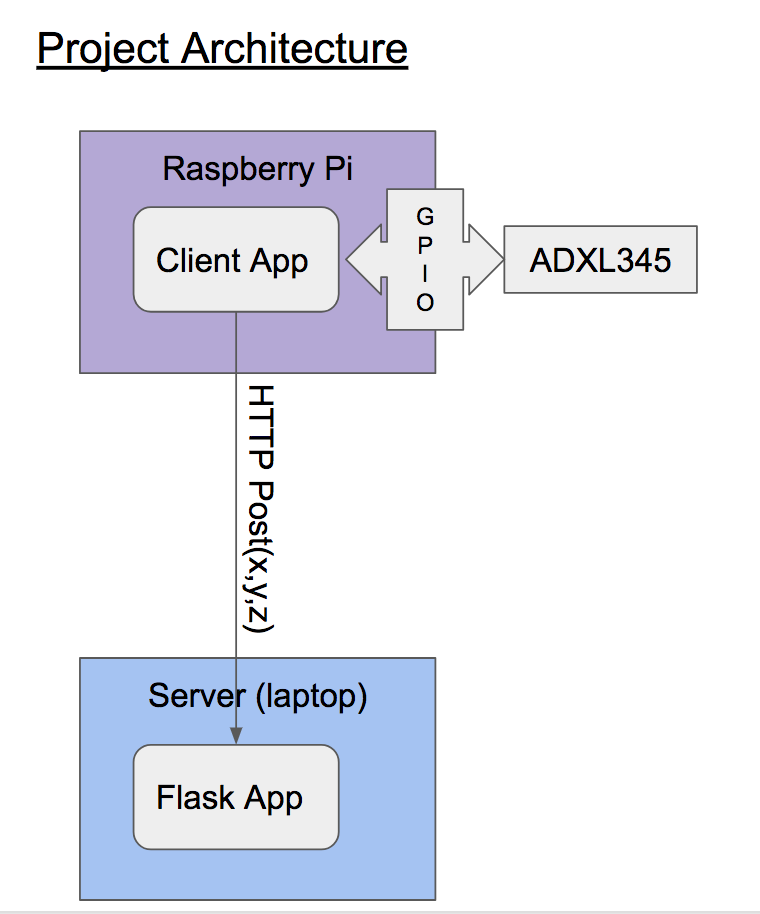 Project Architecture
Raspberry Pi
Client App
G
P
I
O
ADXL345
HTTP Post(x,y,z)
Server (laptop)
Flask App